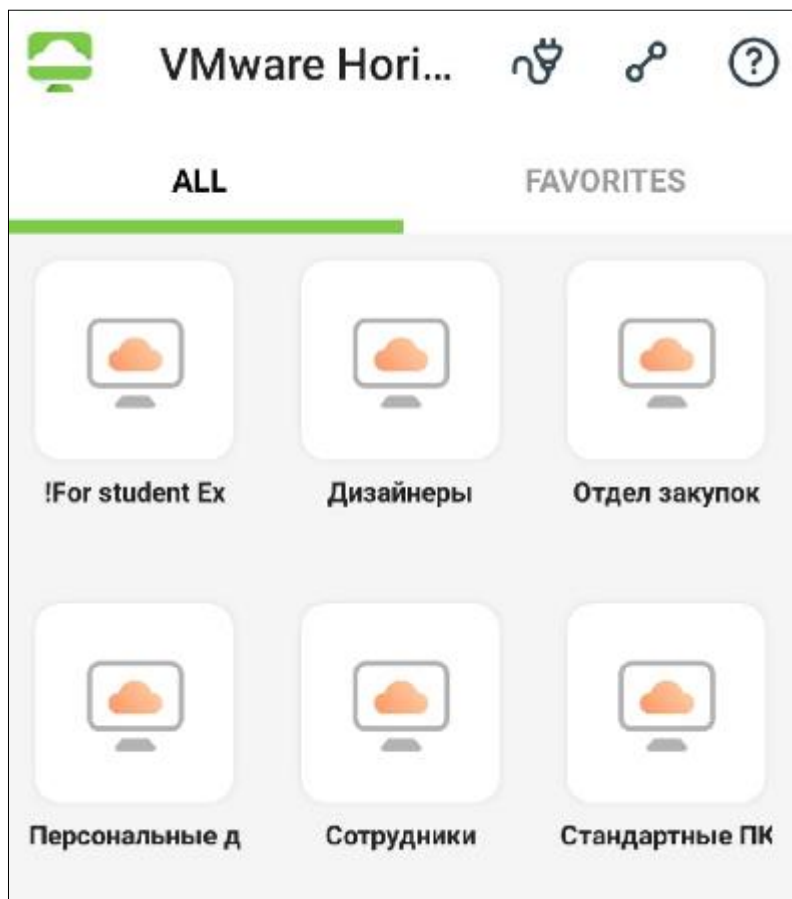 VMware Hori...
ALL FAVORITES
!For student Ex Дизайнеры Отдел закупок
Персональные д Сотрудники Стандартные ПК